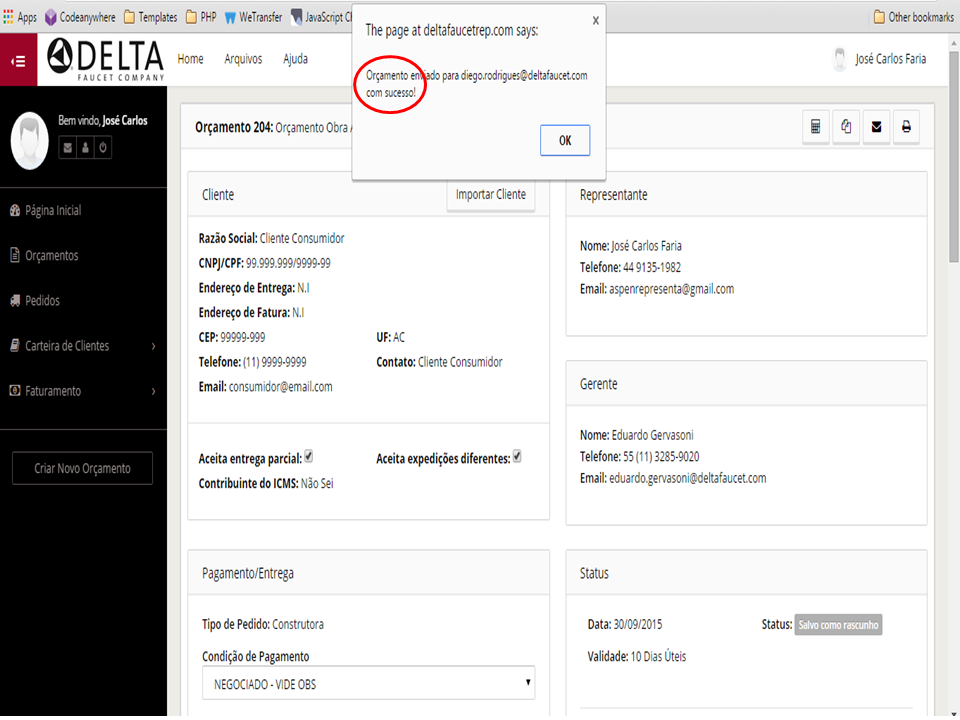 Apps
Codeanywhere
Templates
PHP
WeTransfer
JavaScript
Other bookmarks
The page at deltafaucetrep.com says:
x
Orçamento enviado para diego.rodrigues@deltafaucet.com
com sucesso!
OK
DELTA
FAUCET COMPANY
Home
Arquivos
Ajuda
José Carlos Faria
Bem vindo, José Carlos
Página Inicial
Orçamentos
Pedidos
Carteira de Clientes
Faturamento
Criar Novo Orçamento
Orçamento 204: Orçamento Obra
Cliente
Importar Cliente
Razão Social: Cliente Consumidor
CNPJ/CPF: 99.999.999/9999-99
Endereço de Entrega: N.I
Endereço de Fatura: N.I
CEP: 99999-999
UF: AC
Telefone: (11) 9999-9999
Contato: Cliente Consumidor
Email: consumidor@email.com
Aceita entrega parcial:
Aceita expedições diferentes:
Contribuinte do ICMS: Não Sei
Representante
Nome: José Carlos Faria
Telefone: 44 9135-1982
Email: aspenrepresenta@gmail.com
Gerente
Nome: Eduardo Gervasoni
Telefone: 55 (11) 3285-9020
Email: eduardo.gervasoni@deltafaucet.com
Pagamento/Entrega
Tipo de Pedido: Construtora
Condição de Pagamento
NEGOCIADO - VIDE OBS
Status
Data: 30/09/2015
Status: Salvo como rascunho
Validade: 10 Dias Úteis